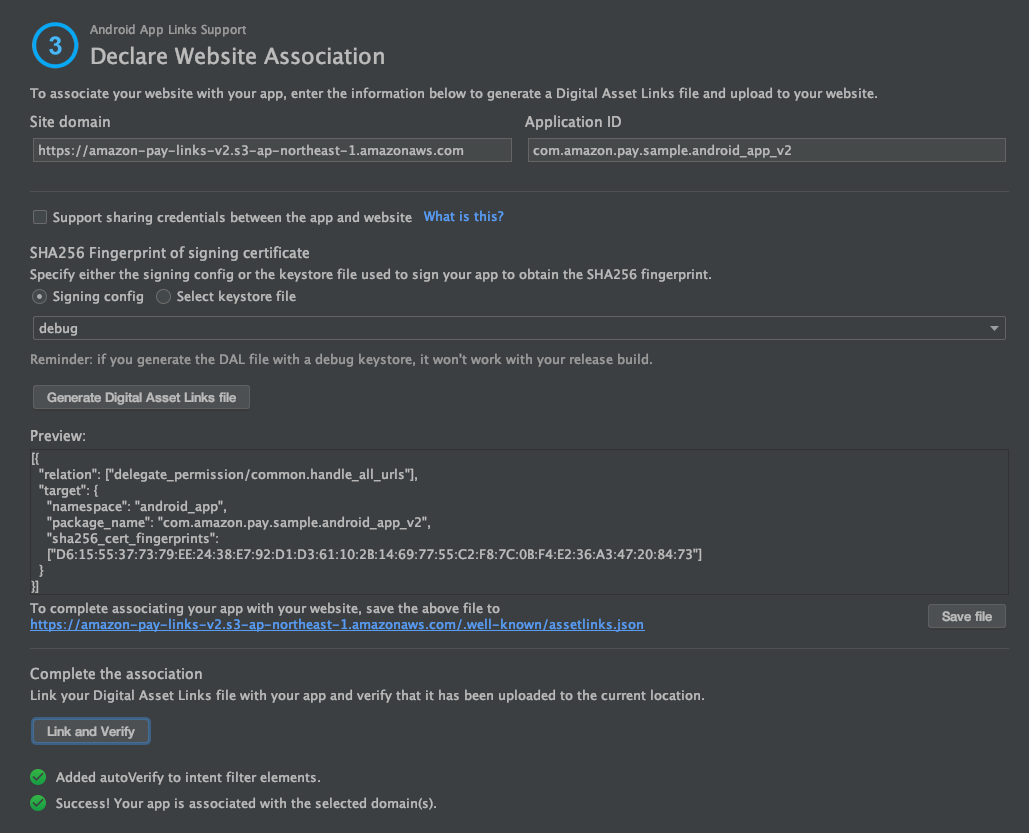 3
Android App Links Support
Declare Website Association
To associate your website with your app, enter the information below to generate a Digital Asset Links file and upload to your website.
Site domain Application ID
https://amazon-pay-links-v2.s3-ap-northeast-1.amazonaws.com com.amazon.pay.sample.android_app_v2
Support sharing credentials between the app and website What is this?
SHA256 Fingerprint of signing certificate
Specify either the signing config or the keystore file used to sign your app to obtain the SHA256 fingerprint.
Signing config Select keystore file
debug
Reminder: if you generate the DAL file with a debug keystore, it won't work with your release build.
Generate Digital Asset Links file
Preview:
[{
"relation": ["delegate_permission/common.handle_all_urls"],
"target": {
"namespace": "android_app",
"package_name": "com.amazon.pay.sample.android_app_v2",
"sha256_cert_fingerprints":
["D6:15:55:37:73:79:EE:24:38:E7:92:D1:D3:61:10:2B:14:69:77:55:C2:F8:7C:0B:F4:E2:36:A3:47:20:84:73"]
}
}]
To complete associating your app with your website, save the above file to
https://amazon-pay-links-v2.s3-ap-northeast-1.amazonaws.com/.well-known/assetlinks.json
Save file
Complete the association
Link your Digital Asset Links file with your app and verify that it has been uploaded to the current location.
Link and Verify
Added autoVerify to intent filter elements.
Success! Your app is associated with the selected domain(s).